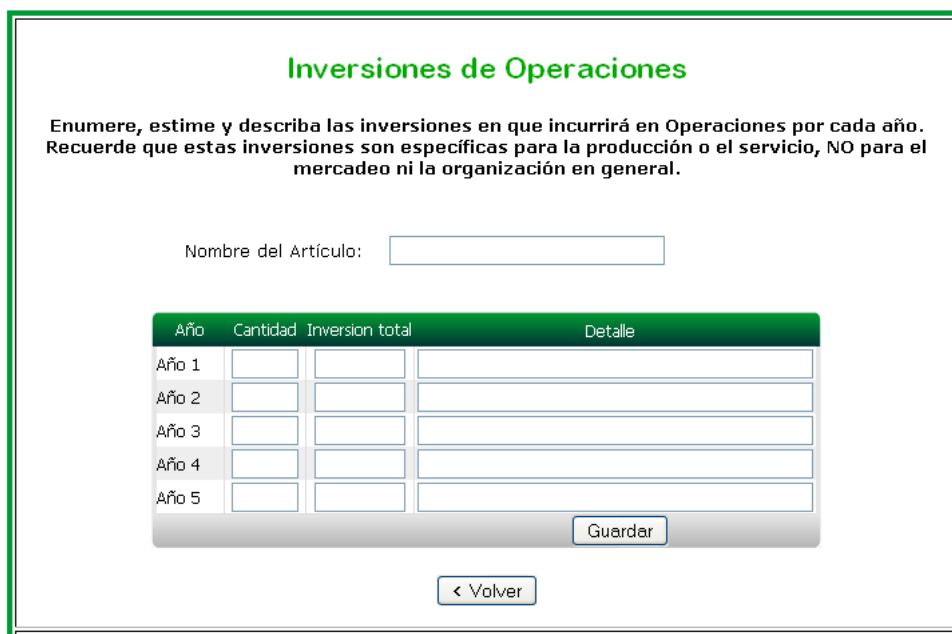 Inversiones de Operaciones
Enumere, estime y describa las inversiones en que incurrirá en Operaciones por cada año.
Recuerde que estas inversiones son específicas para la producción o el servicio, NO para el
mercadeo ni la organización en general.
Nombre del Artículo:
Año Cantidad Inversion total Detalle
Año 1
Año 2
Año 3
Año 4
Año 5
Guardar
< Volver